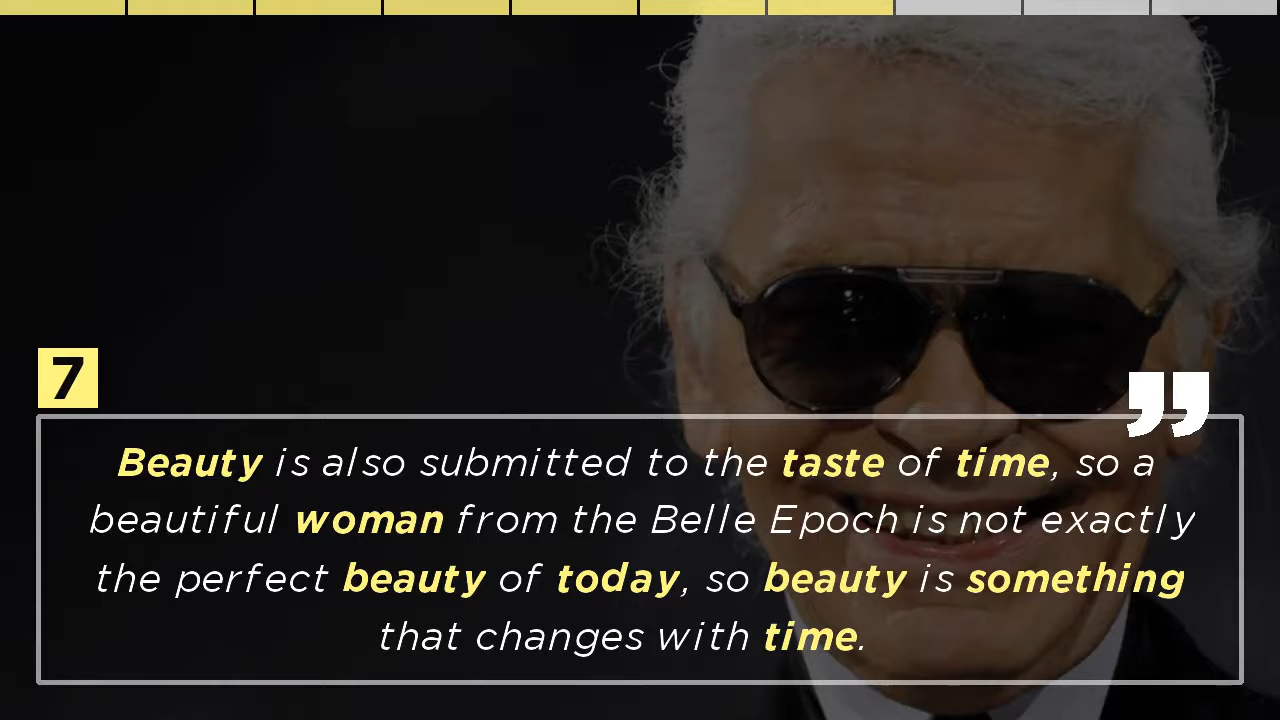 7
”
Beauty is also submitted to the taste of time, so a
beautiful woman from the Belle Epoch is not exactly
the perfect beauty of today, so beauty is something
that changes with time.